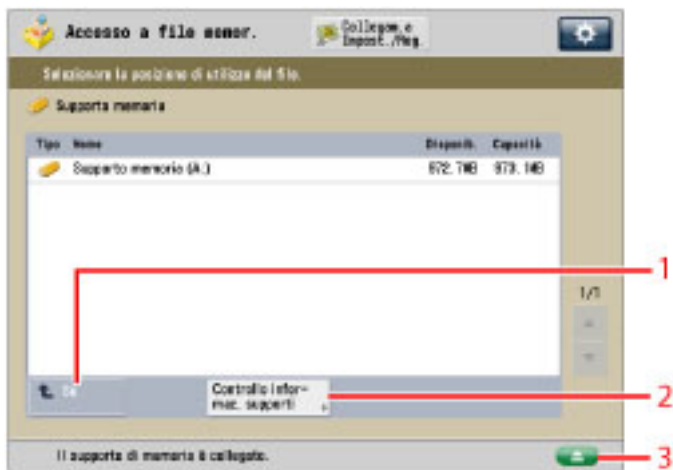 Accesso a file memor.
Collegam.e
Impost./Reg.
Selezionare la posizione di utilizzo del file.
Supporto memoria
Tipo Nome Disponib. Capacità
Supporto memoria (A:) 972.7MB 973.1MB
1
1/1
Su
Controllo infor-
maz. supporti
2
Il supporto di memoria è collegato.
3